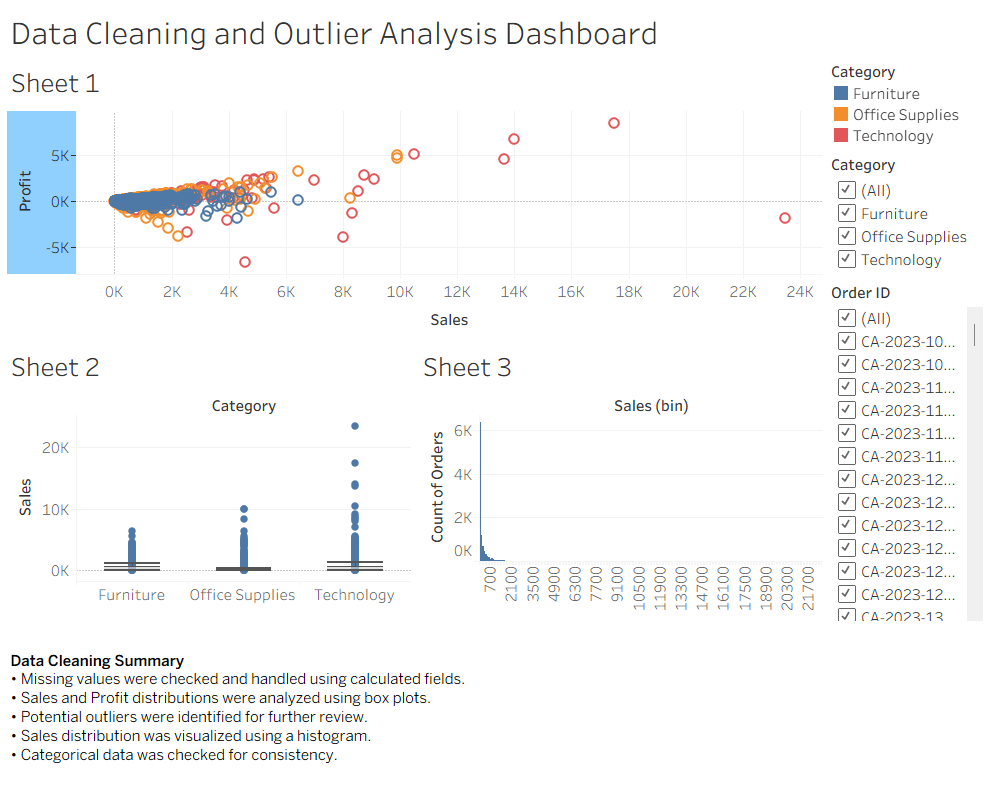 Data Cleaning and Outlier Analysis Dashboard
Sheet 1
Profit
5K
0K
-5K
0K 2K 4K 6K 8K 10K 12K 14K 16K 18K 20K 22K 24K
Sales
Category
Furniture
Office Supplies
Technology
Category
(All)
Furniture
Office Supplies
Technology
Order ID
(All)
CA-2023-10...
CA-2023-10...
CA-2023-11...
CA-2023-11...
CA-2023-11...
CA-2023-11...
CA-2023-12...
CA-2023-12...
CA-2023-12...
CA-2023-12...
CA-2023-12...
CA-2023-12...
CA-2023-13...
Sheet 2
Category
Sales
20K
10K
0K
Furniture Office Supplies Technology
Sheet 3
Sales (bin)
Count of Orders
6K
4K
2K
0K
700 2100 3500 4900 6300 7700 9100 10500 11900 13300 14700 16100 17500 18900 20300 21700
Data Cleaning Summary
• Missing values were checked and handled using calculated fields.
• Sales and Profit distributions were analyzed using box plots.
• Potential outliers were identified for further review.
• Sales distribution was visualized using a histogram.
• Categorical data was checked for consistency.